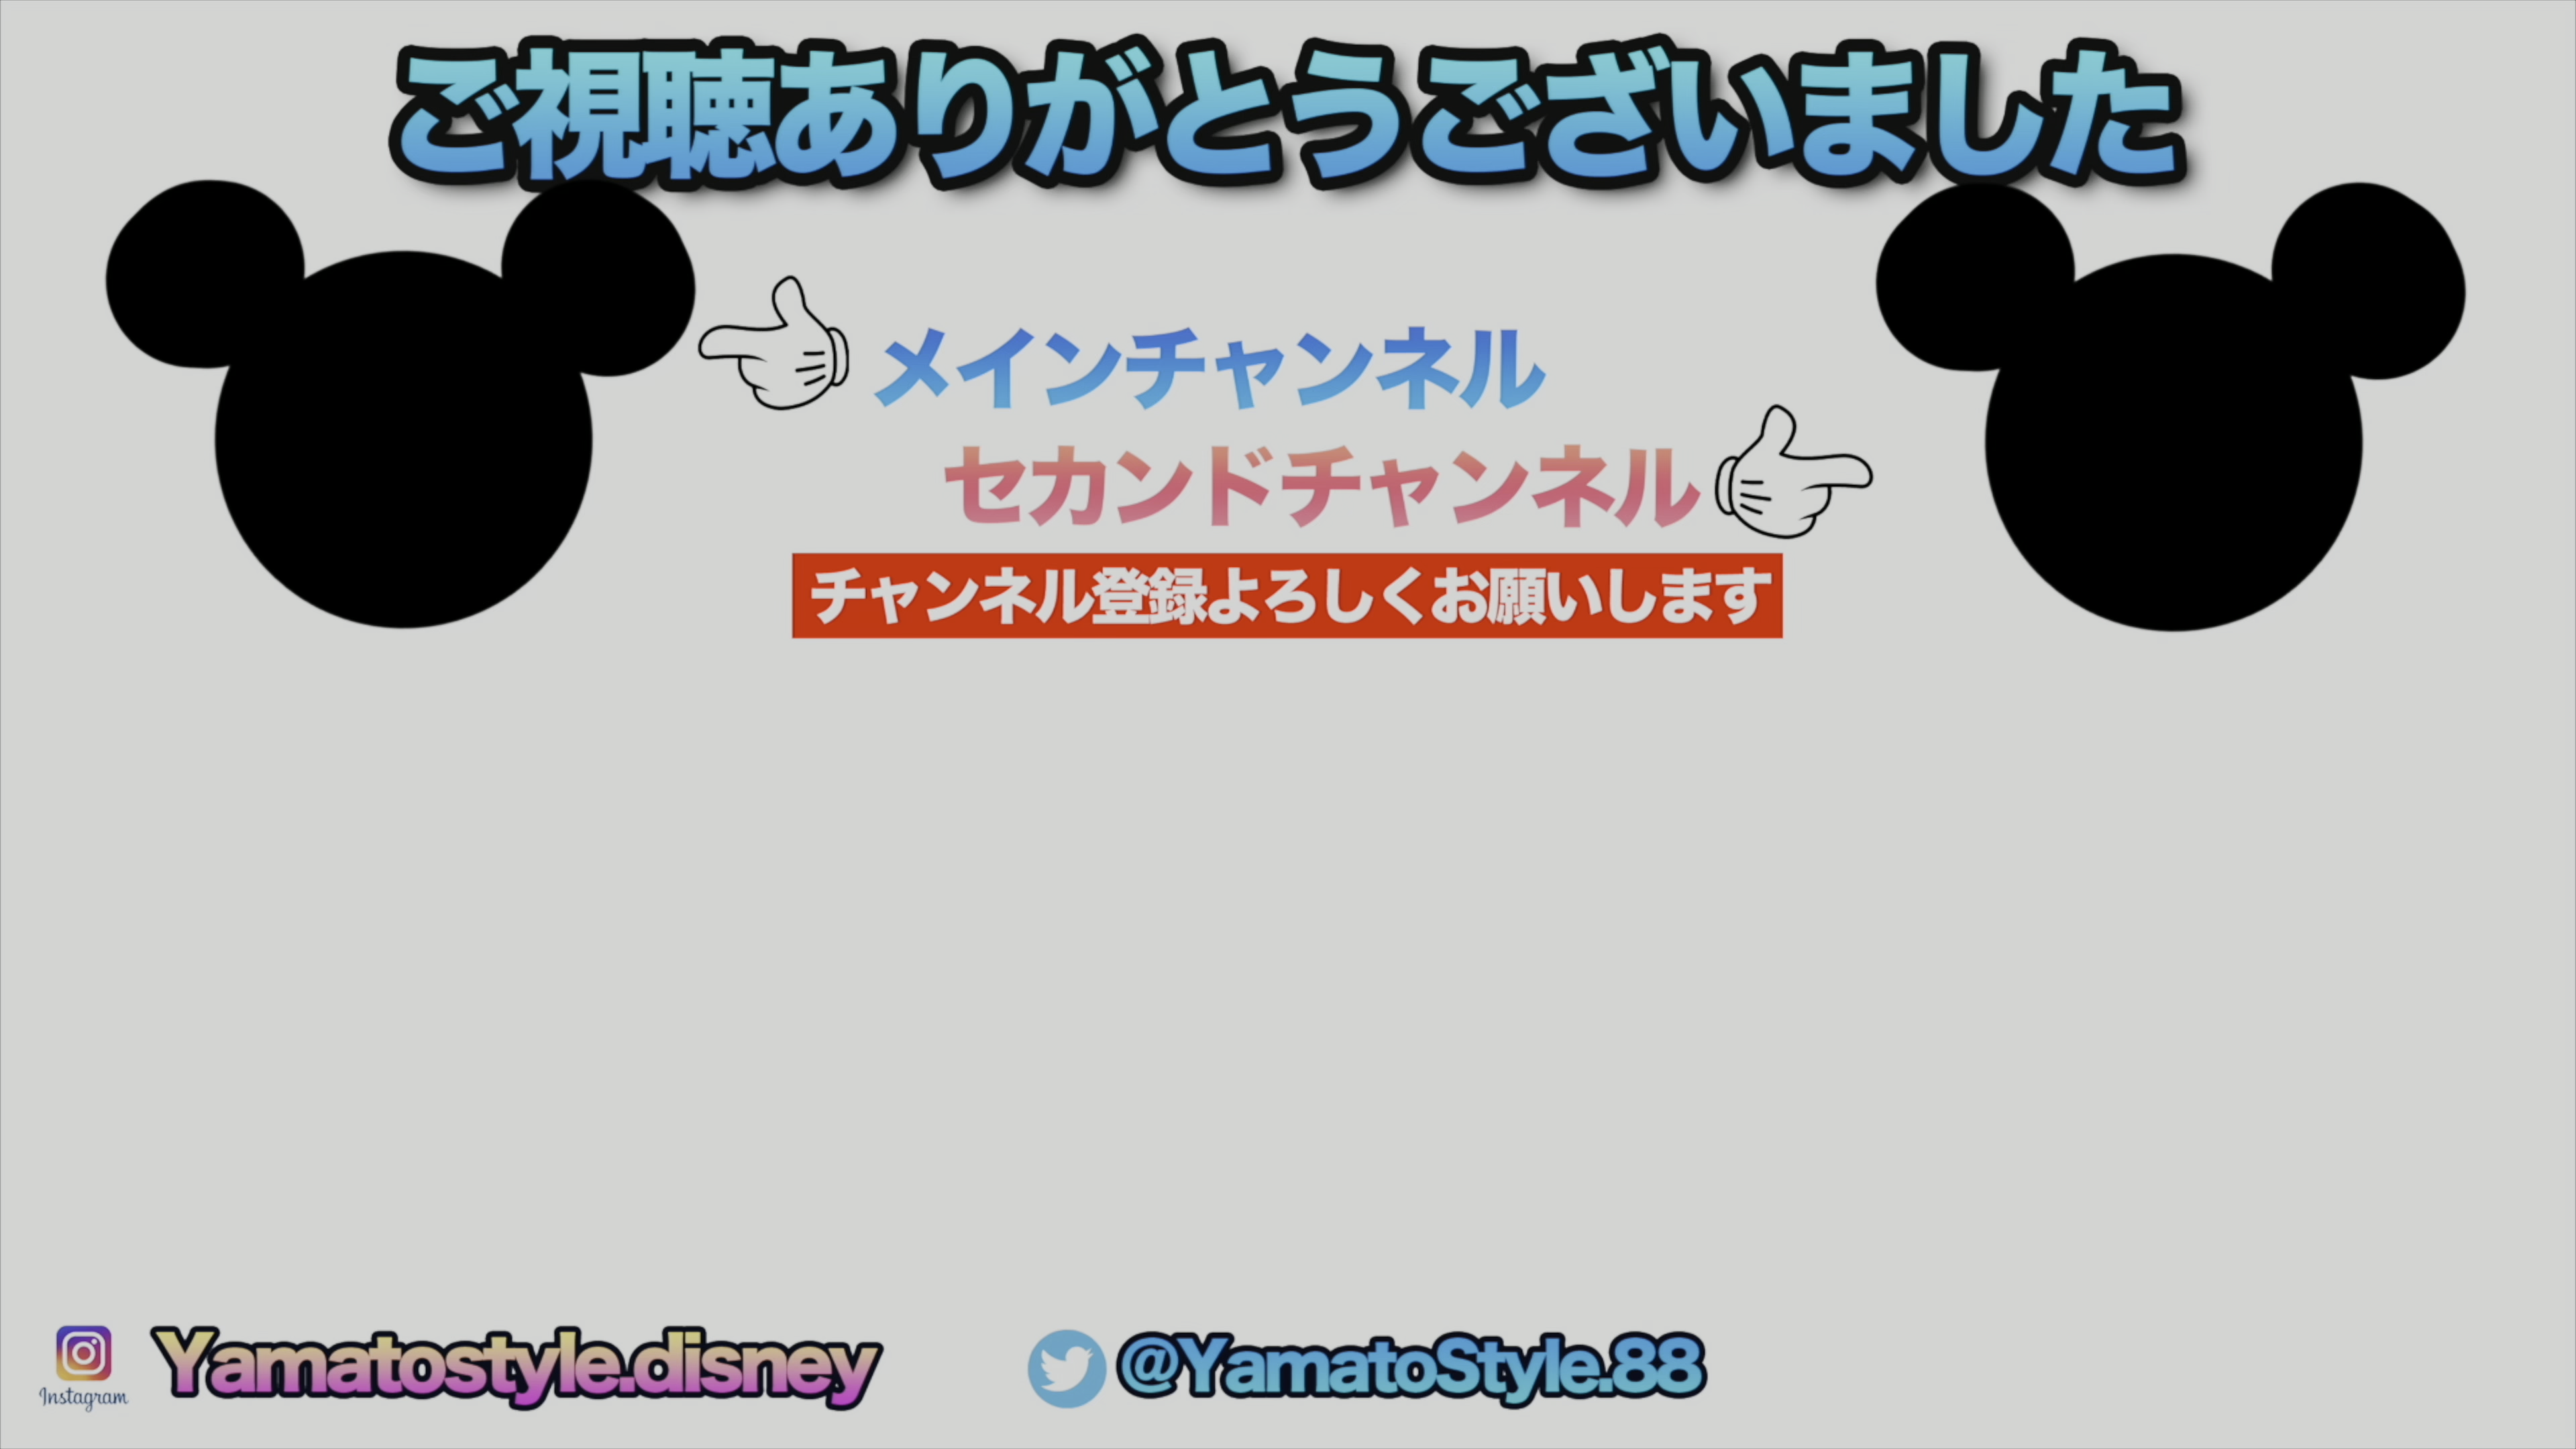 ご視聴ありがとうございました
メインチャンネル
セカンドチャンネル
チャンネル登録よろしくお願いします
Instagram
Yamatostyle.disney
@YamatoStyle.88